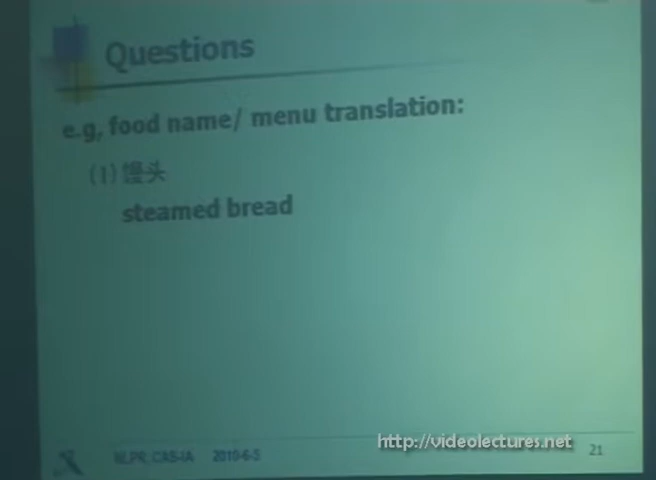 Questions
e.g, food name/ menu translation:
(1) 馒头
steamed bread
http://videolectures.net
NLPR, CAS-IA 2010-6-5
21